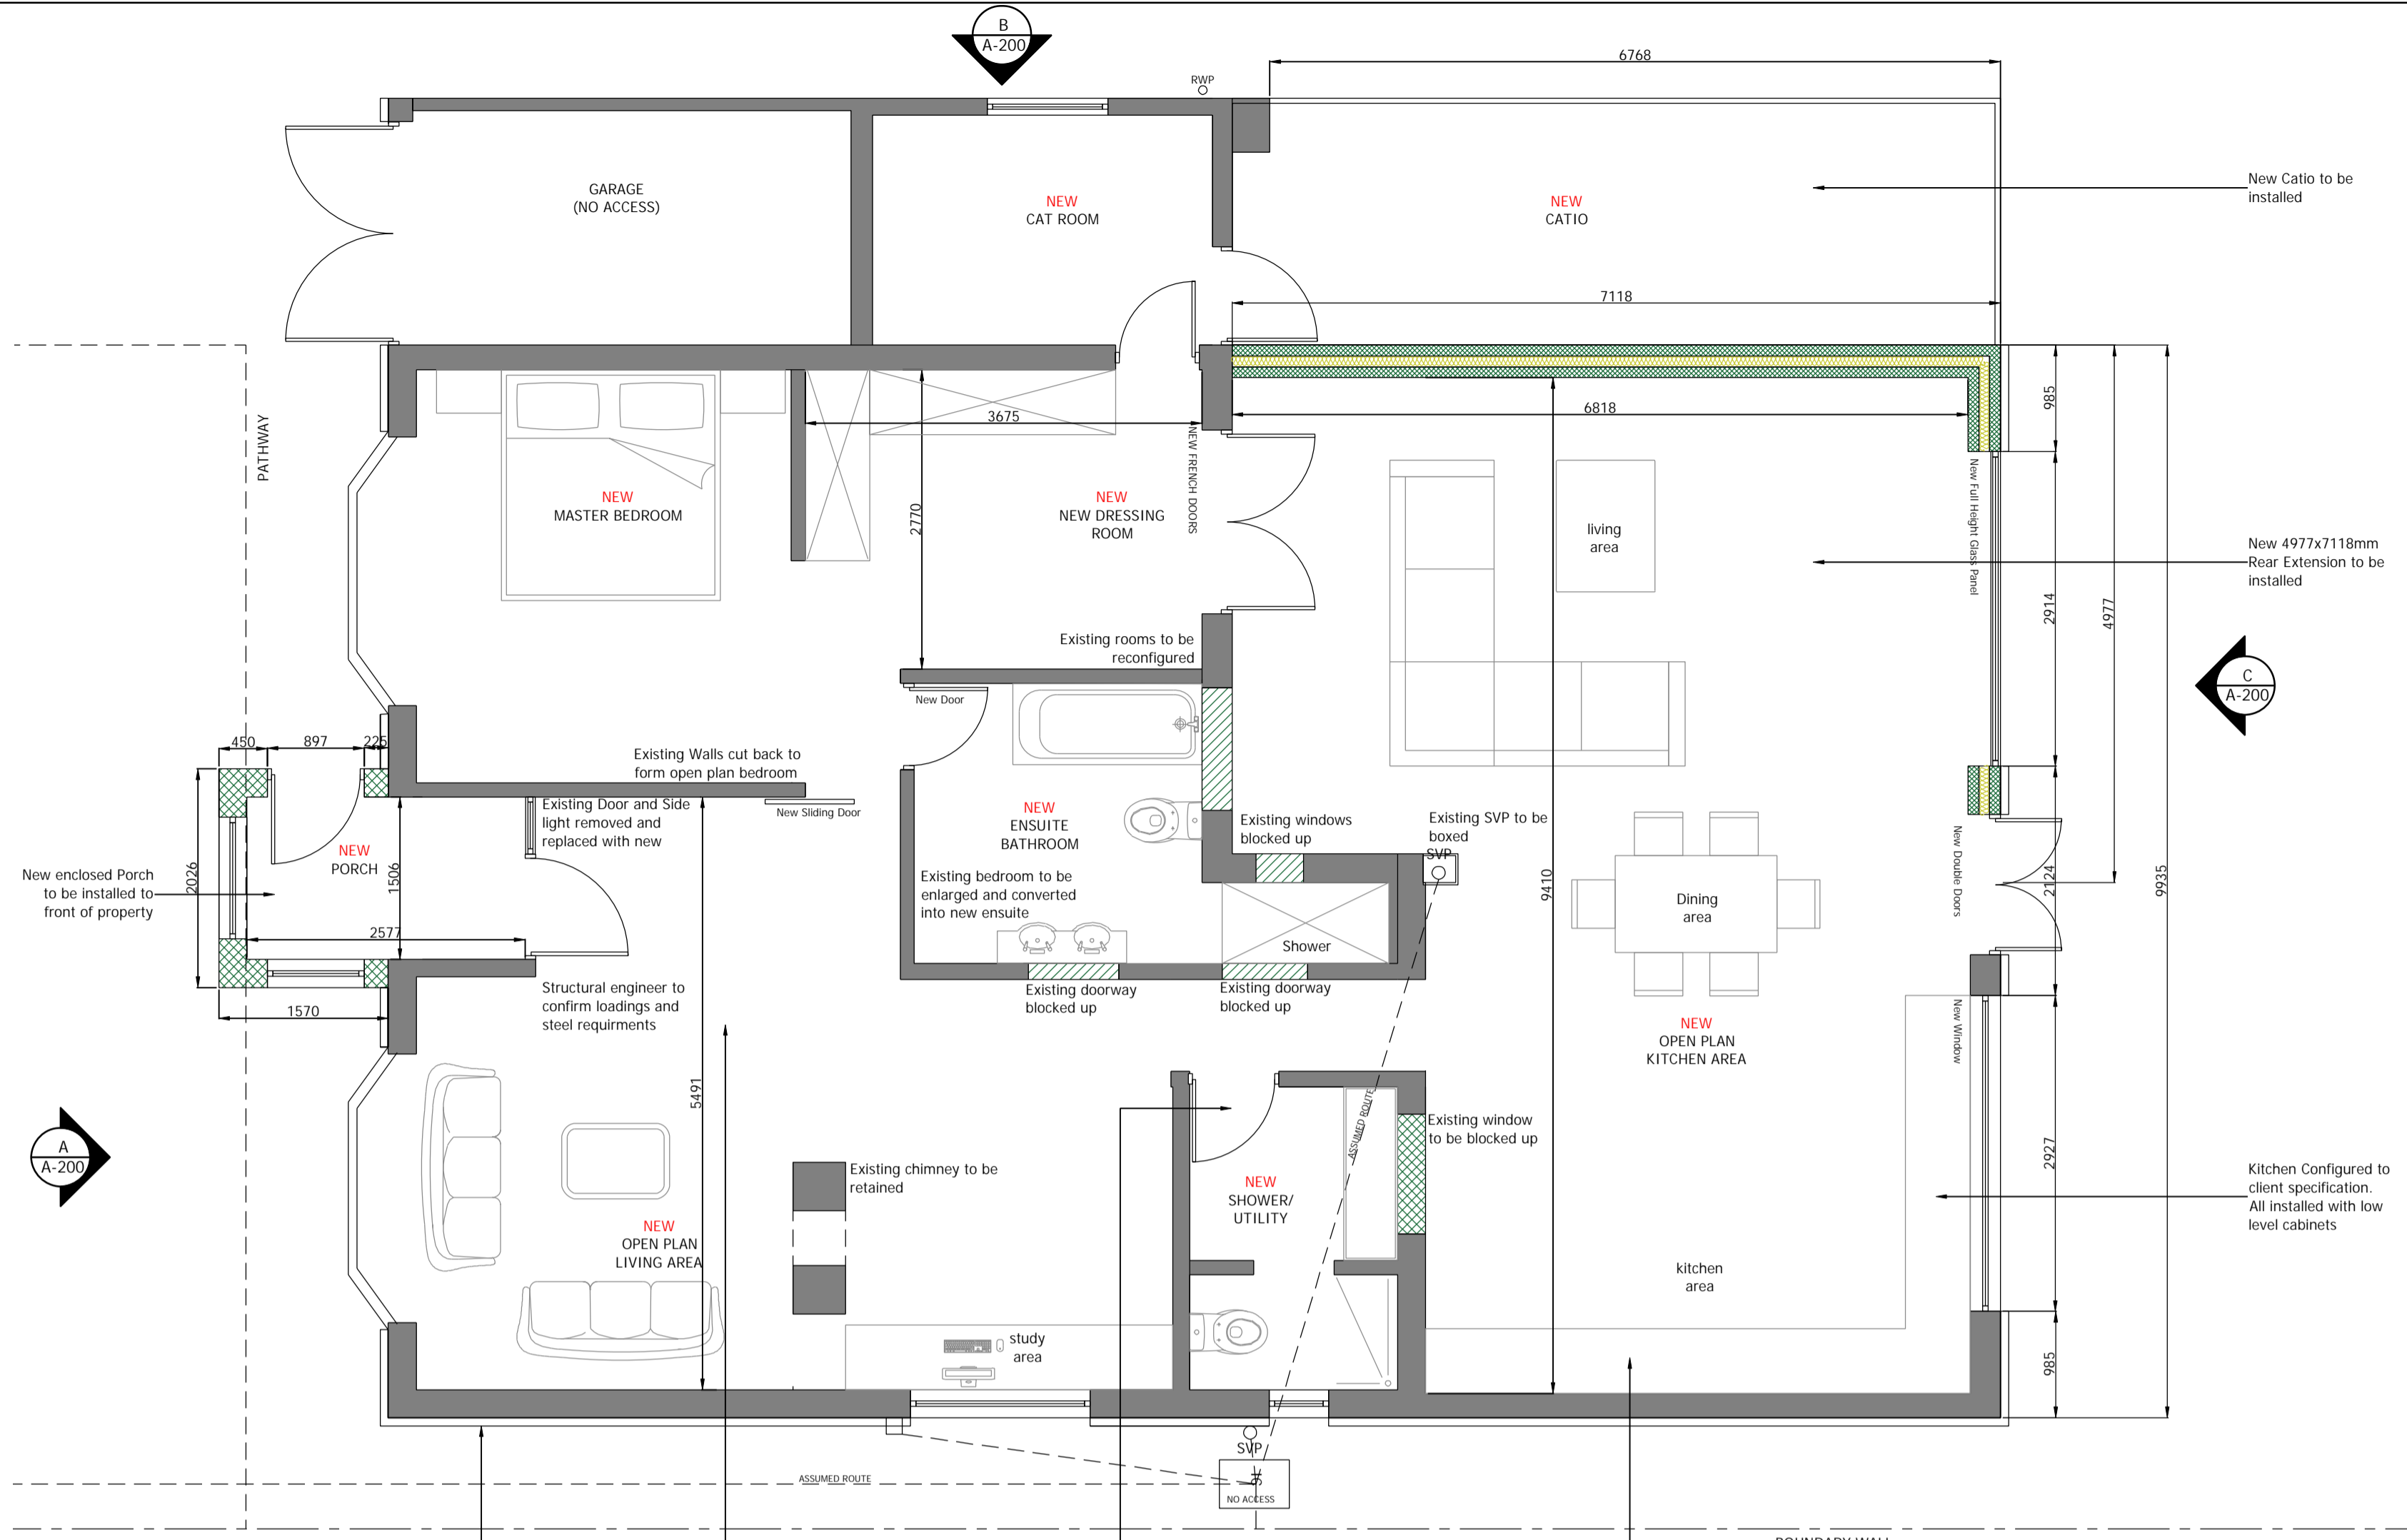 B
A-200
6768
RWP
GARAGE
(NO ACCESS)
NEW
CAT ROOM
NEW
CATIO
New Catio to be
installed
7118
PATHWAY
3675
6818
985
NEW FRENCH DOORS
NEW
MASTER BEDROOM
2770
NEW
NEW DRESSING
ROOM
living
area
New Full Height Glass Panel
New 4977x7118mm
Rear Extension to be
installed
2914
4977
Existing rooms to be
reconfigured
C
A-200
New Door
450
897
225
Existing Walls cut back to
form open plan bedroom
New Sliding Door
Existing Door and Side
light removed and
replaced with new
NEW
ENSUITE
BATHROOM
Existing windows
blocked up
Existing SVP to be
boxed
SVP
NEW
PORCH
2026
1506
New enclosed Porch
to be installed to
front of property
Existing bedroom to be
enlarged and converted
into new ensuite
9410
Dining
area
New Double Doors
2124
9935
2577
Shower
Structural engineer to
confirm loadings and
steel requirments
Existing doorway
blocked up
Existing doorway
blocked up
1570
NEW
OPEN PLAN
KITCHEN AREA
New Window
5491
ASSUMED ROUTE
Existing window
to be blocked up
A
A-200
2927
Existing chimney to be
retained
NEW
SHOWER/
UTILITY
Kitchen Configured to
client specification.
All installed with low
level cabinets
NEW
OPEN PLAN
LIVING AREA
kitchen
area
study
area
985
SVP
ASSUMED ROUTE
NO ACCESS
BOUNDARY WALL